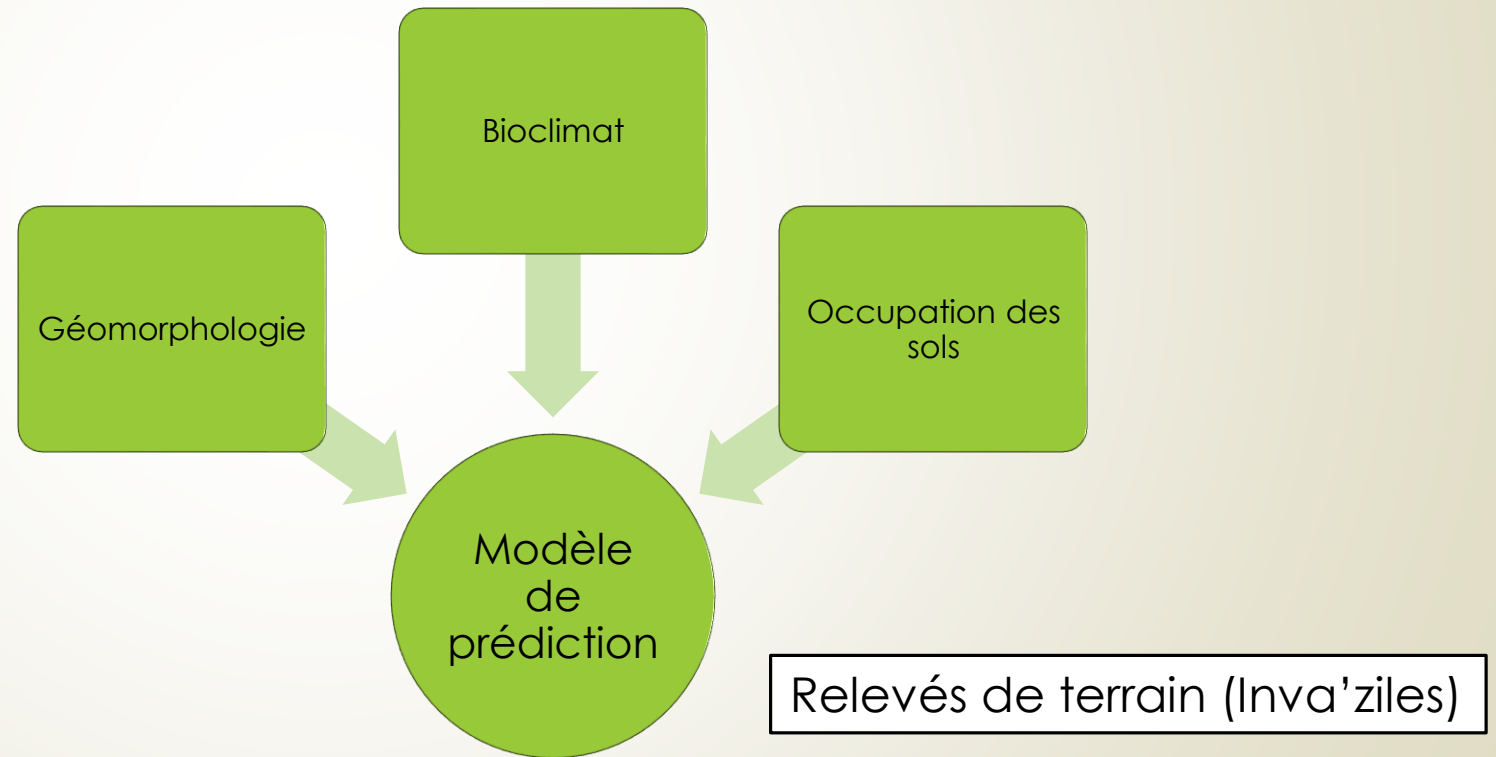 Bioclimat
Géomorphologie
Occupation des
sols
Modèle
de
prédiction
Relevés de terrain (Inva'ziles)